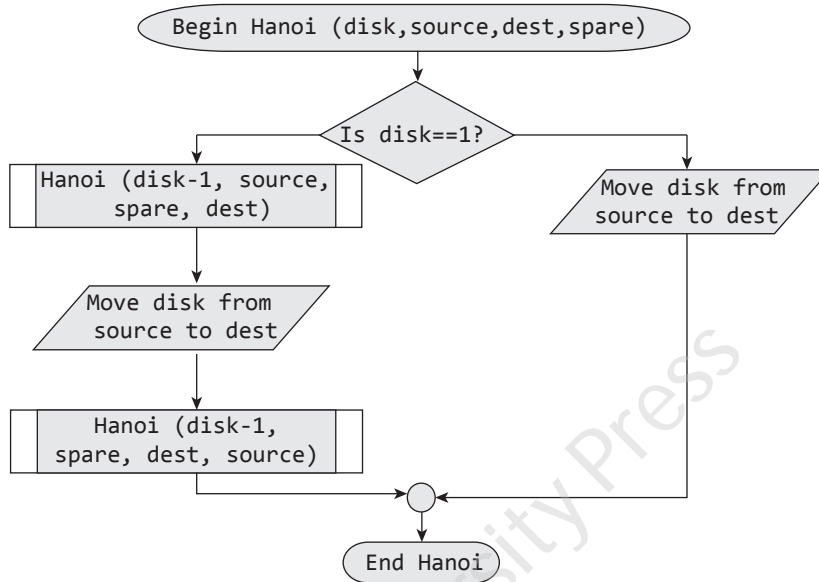 Begin Hanoi (disk,source,dest,spare)
Is disk==1?
Hanoi (disk-1, source,
spare, dest)
Move disk from
source to dest
Move disk from
source to dest
Hanoi (disk-1,
spare, dest, source)
End Hanoi
Press